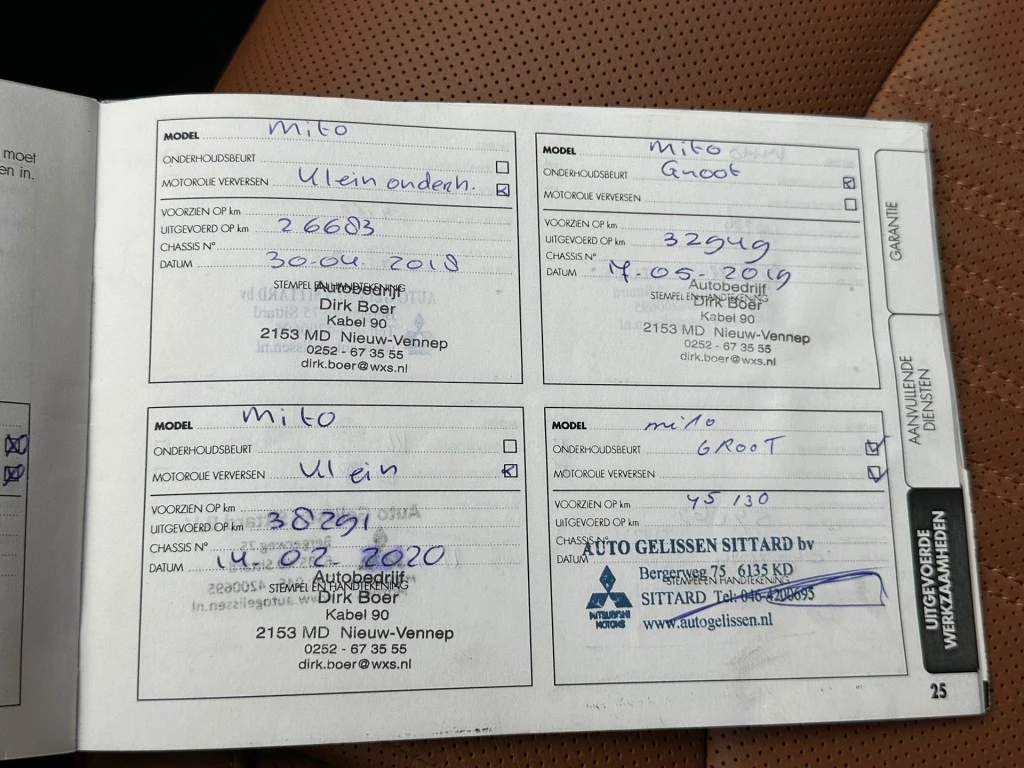 moet
en in.
MODEL Mito
ONDERHOUDSBEURT
MOTOROLIE VERVERSEN Klein onderh.
VOORZIEN OP km
UITGEVOERD OP km 26683
CHASSIS N°
DATUM 30-04. 2018
STEMPEL EN HANDTEKENING
Autobedrijf
Dirk Boer
Kabel 90
2153 MD Nieuw-Vennep
0252 - 67 35 55
dirk.boer@wxs.nl
MODEL Mito
ONDERHOUDSBEURT Groot
MOTOROLIE VERVERSEN
VOORZIEN OP km
UITGEVOERD OP km 32949
CHASSIS N°
DATUM 17-05-2019
STEMPEL EN HANDTEKENING
Autobedrijf
Dirk Boer
Kabel 90
2153 MD Nieuw-Vennep
0252 - 67 35 55
dirk.boer@wxs.nl
MODEL Mito
ONDERHOUDSBEURT
MOTOROLIE VERVERSEN Klein
VOORZIEN OP km
UITGEVOERD OP km 38291
CHASSIS N°
DATUM 14-02-2020
STEMPEL EN HANDTEKENING
Autobedrijf
Dirk Boer
Kabel 90
2153 MD Nieuw-Vennep
0252 - 67 35 55
dirk.boer@wxs.nl
MODEL mito
ONDERHOUDSBEURT GROOT
MOTOROLIE VERVERSEN
VOORZIEN OP km 45130
UITGEVOERD OP km
CHASSIS N°
DATUM
AUTO GELISSEN SITTARD bv
Bergerweg 75 6135 KD
STEMPEL EN HANDTEKENING
SITTARD Tel: 046-4200695
www.autogelissen.nl
MITSUBISHI
MOTORS
GARANTIE
AANVULLENDE
DIENSTEN
UITGEVOERDE
WERKZAAMHEDEN
25